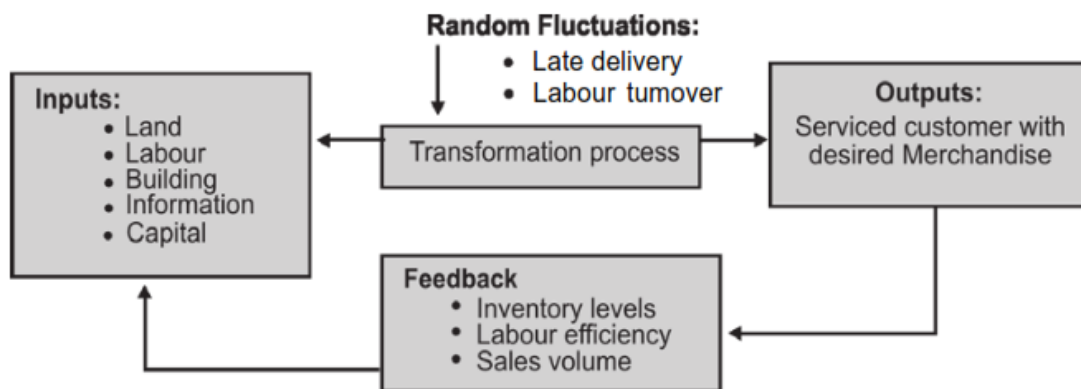 Random Fluctuations:
• Late delivery
• Labour tumover
Inputs:
• Land
• Labour
• Building
• Information
• Capital
Transformation process
Outputs:
Serviced customer with
desired Merchandise
Feedback
• Inventory levels
• Labour efficiency
• Sales volume